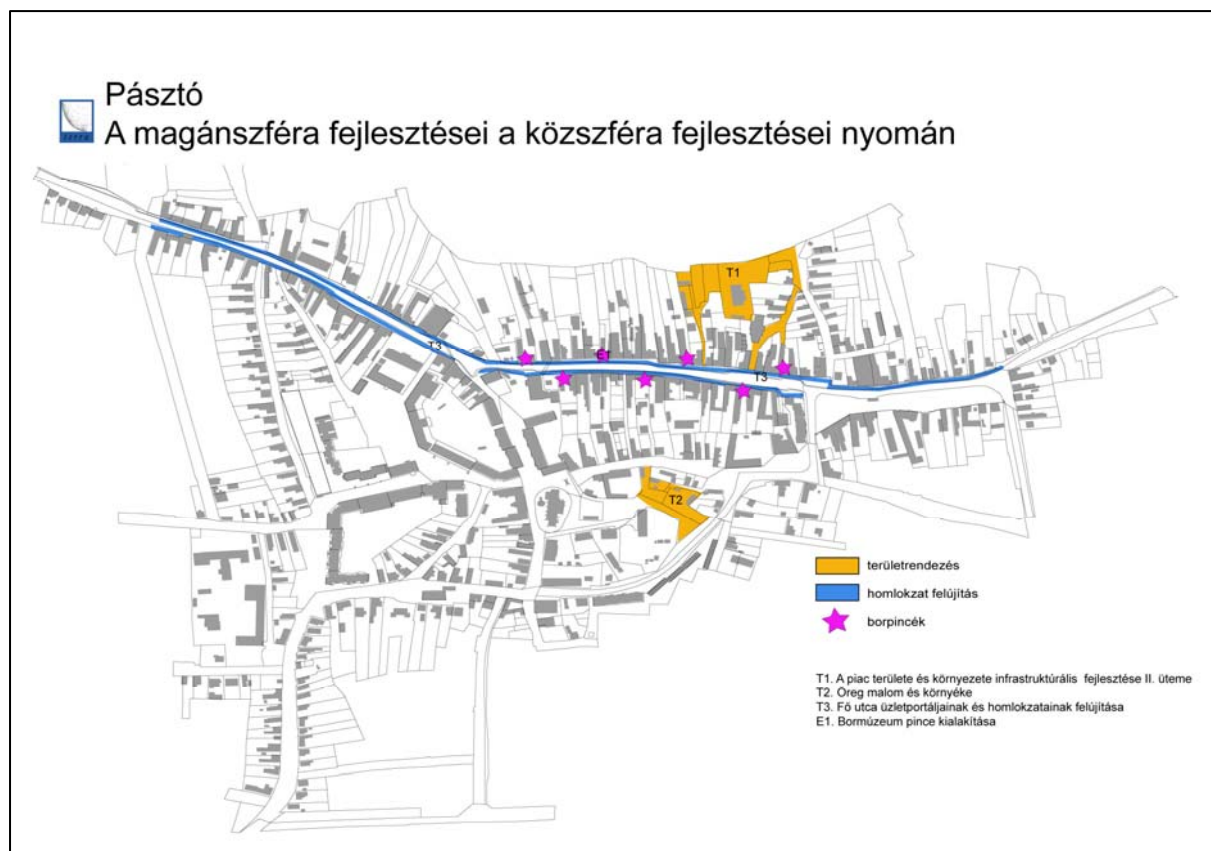 Pásztó
A magánszféra fejlesztései a közszféra fejlesztései nyomán
T1
T3
E1
T3
T2
területrendezés
homlokzat felújítás
borpincék
T1. A piac területe és környezete infrastruktúrális fejlesztése II. üteme
T2. Öreg malom és környéke
T3. Fő utca üzletportáljainak és homlokzatainak felújítása
E1. Bormúzeum pince kialakítása